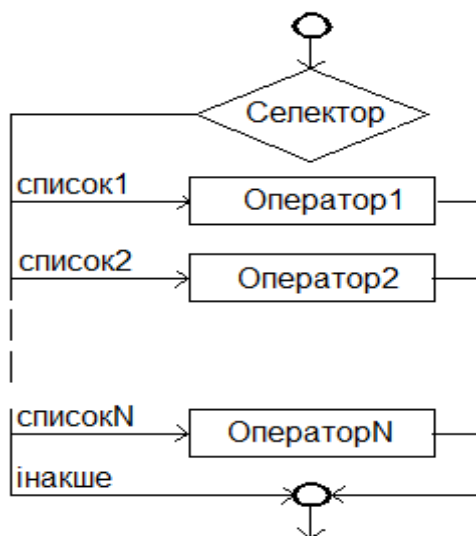 Селектор
список1
Оператор1
список2
Оператор2
списокN
ОператорN
інакше